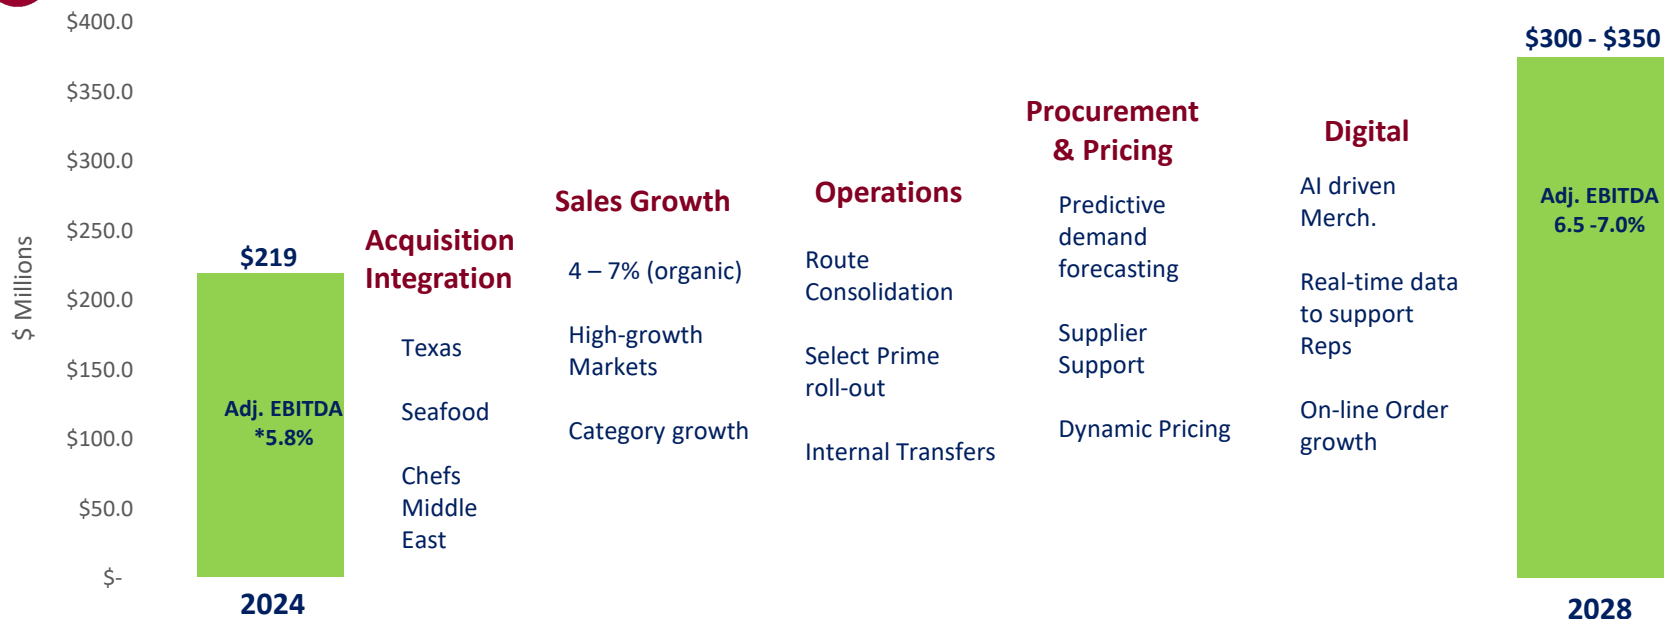 $400.0
$350.0
$300.0
$250.0
$200.0
$150.0
$100.0
$50.0
$-
$ Millions
$219
Adj. EBITDA
*5.8%
2024
Acquisition
Integration
Texas
Seafood
Chefs
Middle
East
Sales Growth
4 – 7% (organic)
High-growth
Markets
Category growth
Operations
Route
Consolidation
Select Prime
roll-out
Internal Transfers
Procurement
& Pricing
Predictive
demand
forecasting
Supplier
Support
Dynamic Pricing
Digital
AI driven
Merch.
Real-time data
to support
Reps
On-line Order
growth
$300 - $350
Adj. EBITDA
6.5 -7.0%
2028